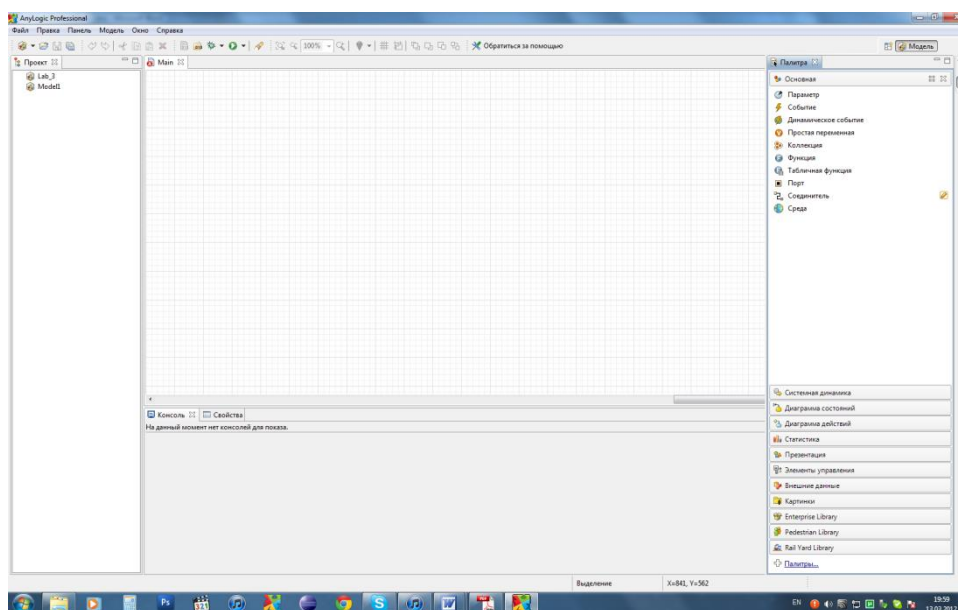 AnyLogic Professional
Файл Правка Панель Модель Окно Справка
100%
Обратиться за помощью
Модель
Проект
Lab_3
Model1
Main
Консоль Свойства
На данный момент нет консолей для показа.
Палитра
Основная
Параметр
Событие
Динамическое событие
Простая переменная
Коллекция
Функция
Табличная функция
Порт
Соединитель
Среда
Системная динамика
Диаграмма состояний
Диаграмма действий
Статистика
Презентация
Элементы управления
Внешние данные
Картинки
Enterprise Library
Pedestrian Library
Rail Yard Library
Палитры...
Выделение X=841, Y=562
Ps
EN
19:59